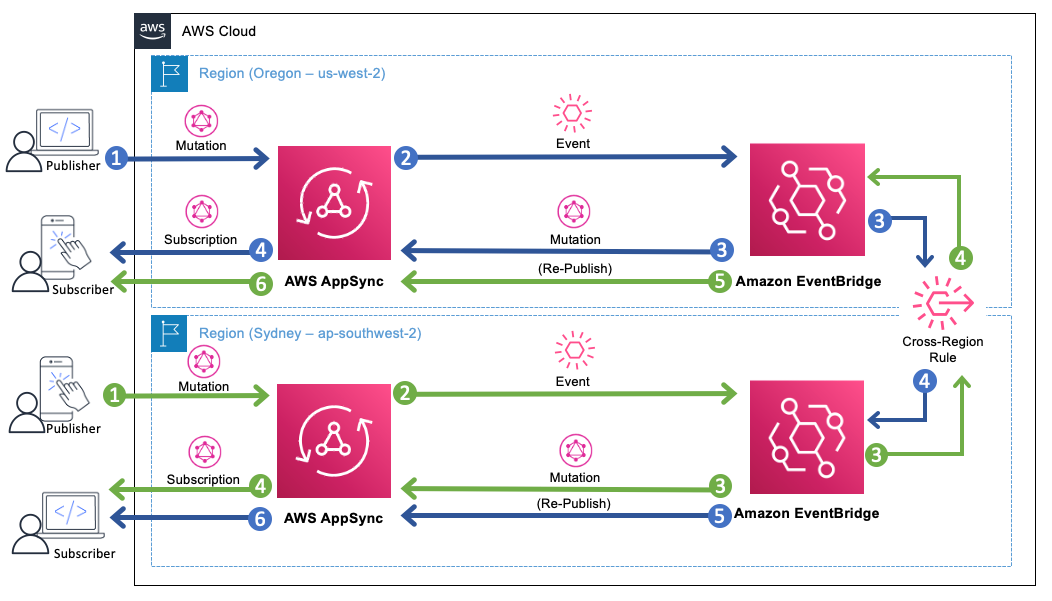 aws
AWS Cloud
Region (Oregon – us-west-2)
</>
Publisher
1
Mutation
2
Event
Subscription
4
Mutation
3
3
4
(Re-Publish)
Subscriber
6
AWS AppSync
5
Amazon EventBridge
Cross-Region
Rule
Region (Sydney – ap-southwest-2)
Publisher
1
Mutation
2
Event
4
Subscription
4
Mutation
3
3
(Re-Publish)
</>
Subscriber
6
AWS AppSync
5
Amazon EventBridge